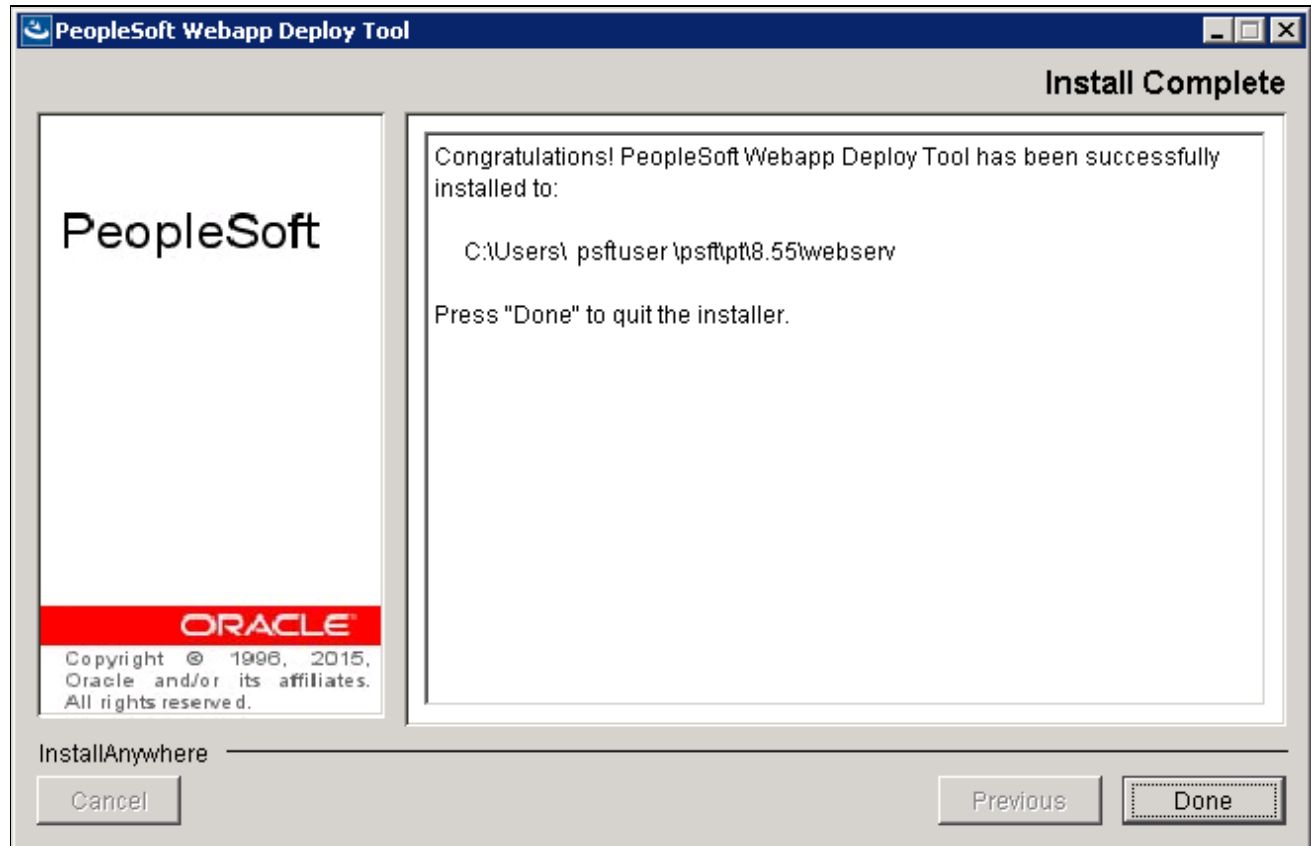 PeopleSoft Webapp Deploy Tool
Install Complete
PeopleSoft
ORACLE
Copyright © 1996, 2015,
Oracle and/or its affiliates.
All rights reserved.
Congratulations! PeopleSoft Webapp Deploy Tool has been successfully
installed to:
C:\Users\ psftuser \psft\pt\8.55\webserv
Press "Done" to quit the installer.
InstallAnywhere
Cancel
Previous
Done